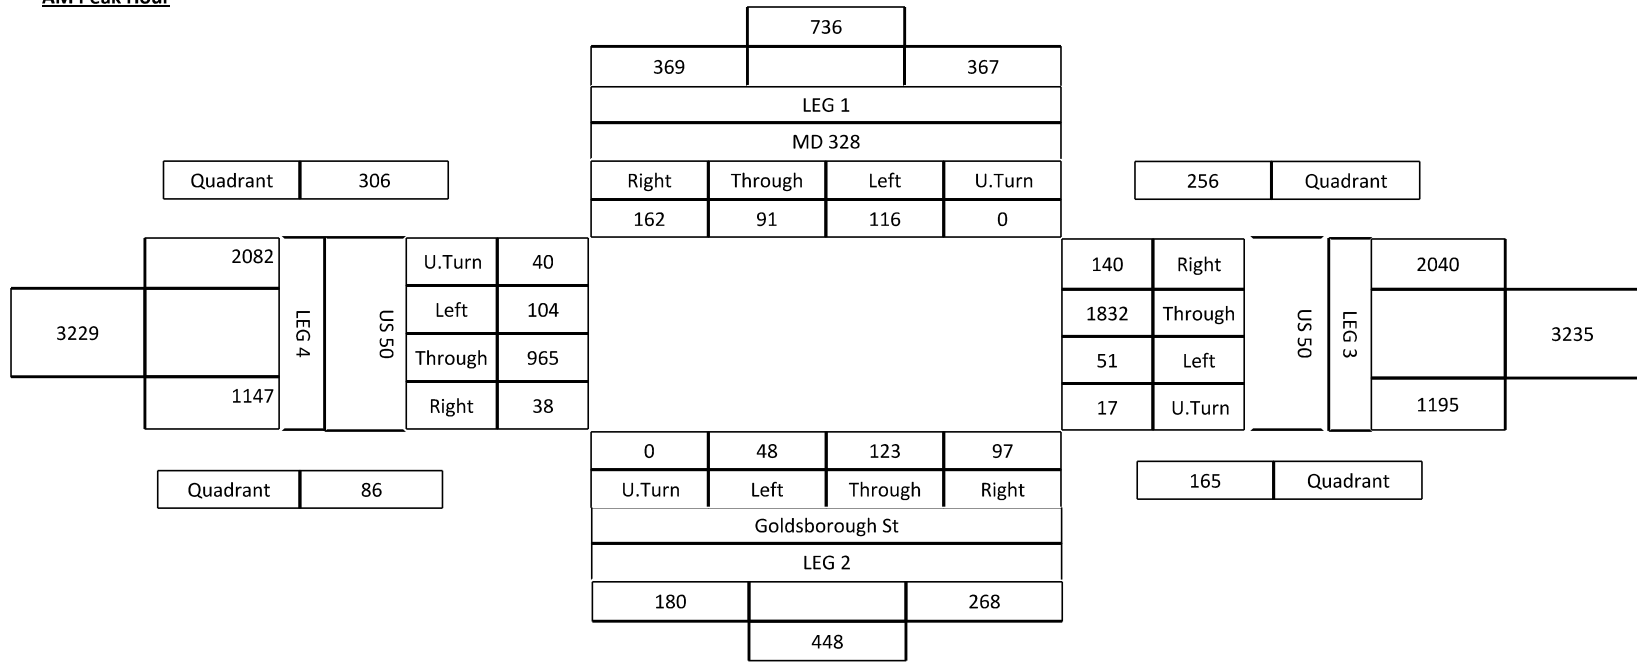 AM Peak Hour
736
369 367
LEG 1
MD 328
Quadrant 306
Right Through Left U.Turn
256 Quadrant
162 91 116 0
2082
U.Turn 40
140 Right
2040
Left 104
1832 Through
3229
LEG 4
US 50
US 50
LEG 3
3235
Through 965
51 Left
1147
Right 38
17 U.Turn
1195
0 48 123 97
Quadrant 86
U.Turn Left Through Right
165 Quadrant
Goldsborough St
LEG 2
180 268
448